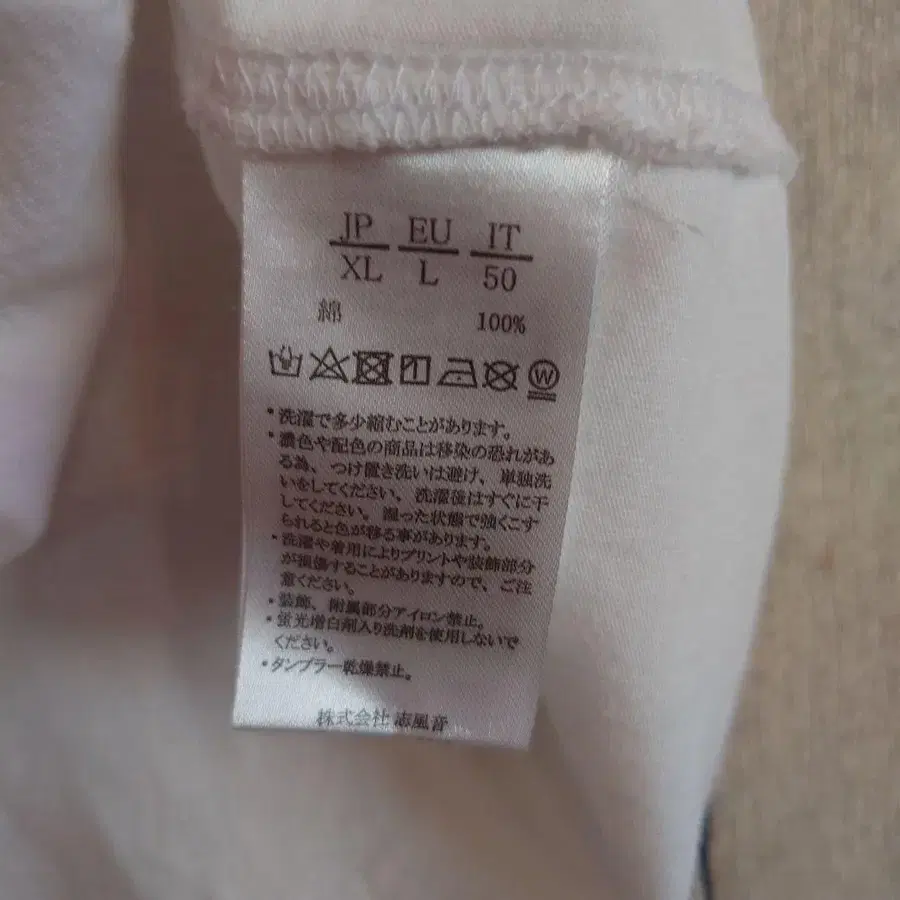 JP EU IT
XL L 50
綿 100%
W
・洗濯で多少縮むことがあります。
・濃色や配色の商品は移染の恐れがあ
る為、つけ置き洗いは避け、単独洗
いをしてください、洗濯後はすぐに干
してください。湿った状態で強くこす
られると色が移る事があります。
・洗濯や着用によりプリントや装飾部分
が損傷することがありますので、ご注
意ください。
・装飾、附属部分アイロン禁止。
・蛍光増白剤入り洗剤を使用しないで
ください。
・タンブラー乾燥禁止。
株式会社 志風音